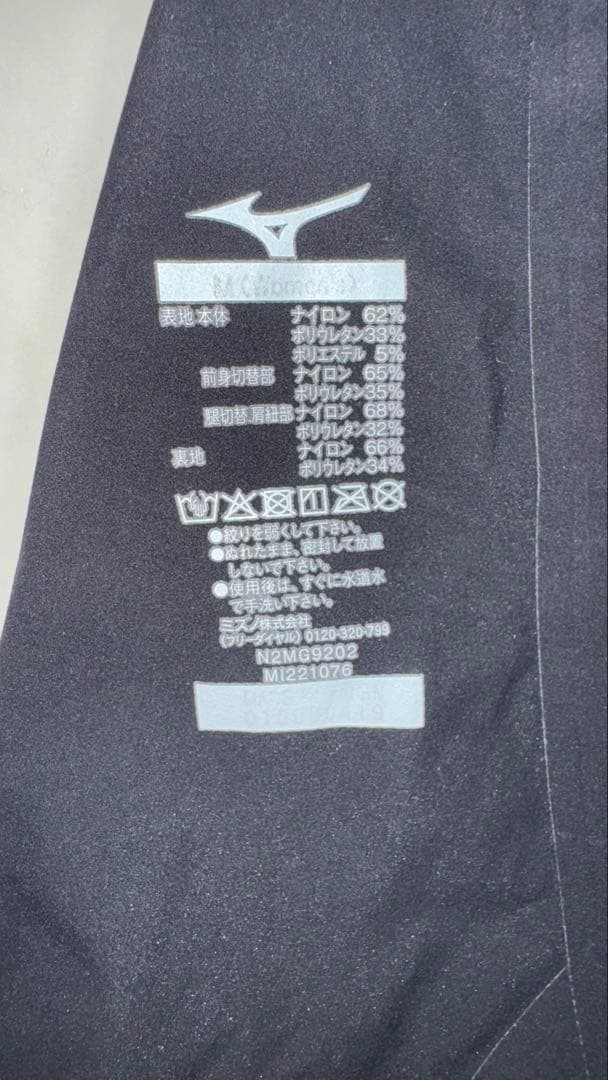 M (Women's)
表地 本体 ナイロン 62%
ポリウレタン33%
ポリエステル 5%
前身切替部 ナイロン 65%
ポリウレタン35%
腿切替、肩紐部 ナイロン 68%
ポリウレタン32%
裏地 ナイロン 66%
ポリウレタン34%
●絞りを弱くして下さい。
●ぬれたまま、密封して放置
しないで下さい。
●使用後は、すぐに水道水
で手洗い下さい。
ミズノ株式会社
(フリーダイヤル) 0120-320-799
N2MG9202
MI221076